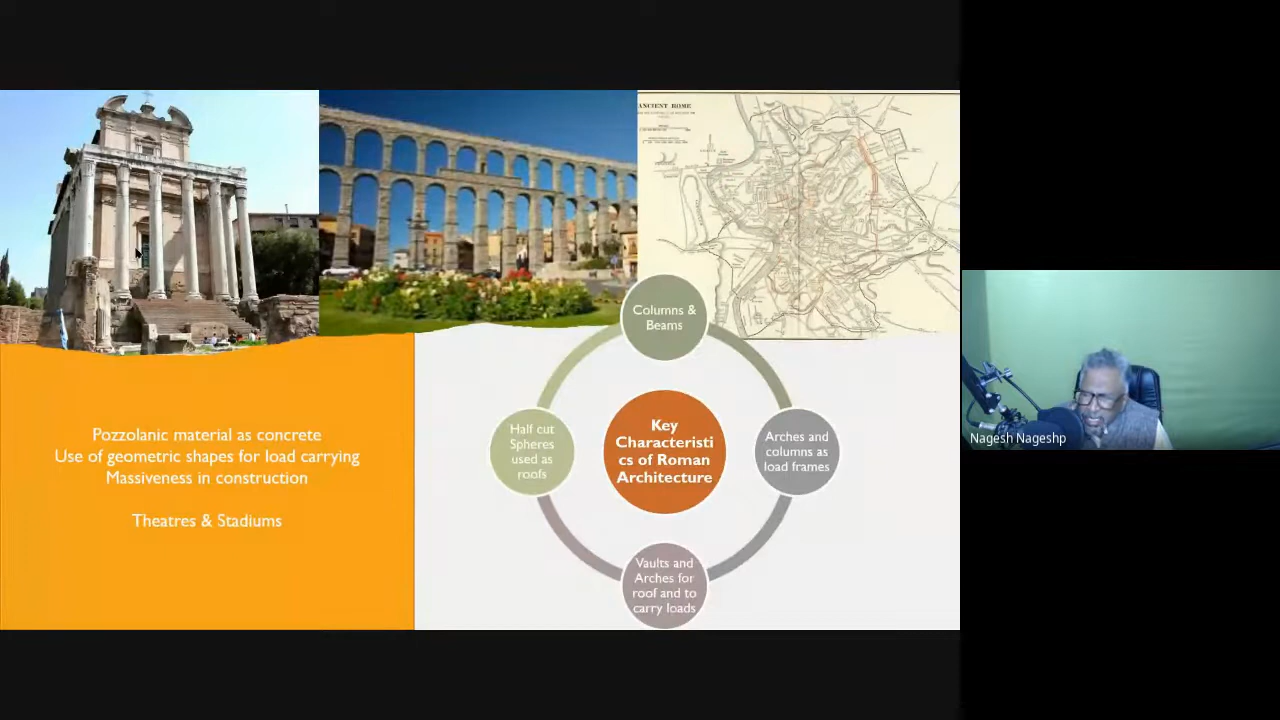 ANCIENT ROME
Columns &
Beams
Key
Characteristi
cs of Roman
Architecture
Half cut
Spheres
used as
roofs
Arches and
columns as
load frames
Vaults and
Arches for
roof and to
carry loads
Pozzolanic material as concrete
Use of geometric shapes for load carrying
Massiveness in construction
Theatres & Stadiums
Nagesh Nageshp